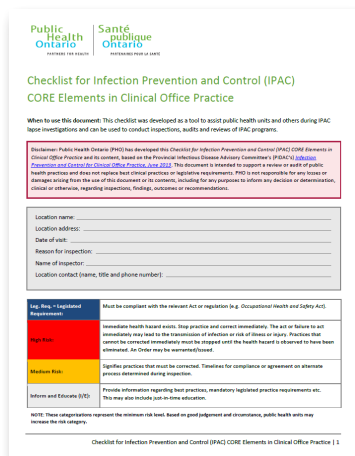 Public
Health
Ontario
PARTNERS FOR HEALTH
Santé
publique
Ontario
PARTENAIRES POUR LA SANTÉ
Checklist for Infection Prevention and Control (IPAC)
CORE Elements in Clinical Office Practice
When to use this document: This checklist was developed as a tool to assist public health units and others during IPAC
lapse investigations and can be used to conduct inspections, audits and reviews of IPAC programs.
Disclaimer: Public Health Ontario (PHO) has developed this Checklist for Infection Prevention and Control (IPAC) CORE Elements in
Clinical Office Practice and its content, based on the Provincial Infectious Disease Advisory Committee's (PIDAC's) Infection
Prevention and Control for Clinical Office Practice, June 2013. This document is intended to support a review or audit of public
health practices and does not replace best clinical practices or legislative requirements. PHO is not responsible for any losses or
damages arising from the use of this document or its contents, including for any purposes to inform any decision or determination,
clinical or otherwise, regarding inspections, findings, outcomes or recommendations.
Location name:
Location address:
Date of visit:
Reason for inspection:
Name of inspector:
Location contact (name, title and phone number):
Leg. Req. = Legislated
Requirement:
Must be compliant with the relevant Act or regulation (e.g. Occupational Health and Safety Act).
High Risk:
Immediate health hazard exists. Stop practice and correct immediately. The act or failure to act
immediately may lead to the transmission of infection or risk of illness or injury. Practices that
cannot be corrected immediately must be stopped until the health hazard is observed to have been
eliminated. An Order may be warranted/issued.
Medium Risk:
Signifies practices that must be corrected. Timelines for compliance or agreement on alternate
process determined during inspection.
Inform and Educate (I/E):
Provide information regarding best practices, mandatory legislated practice requirements etc.
This may also include just-in-time education.
NOTE: These categorizations represent the minimum risk level. Based on good judgement and circumstance, public health units may
increase the risk category.
Checklist for Infection Prevention and Control (IPAC) CORE Elements in Clinical Office Practice | 1